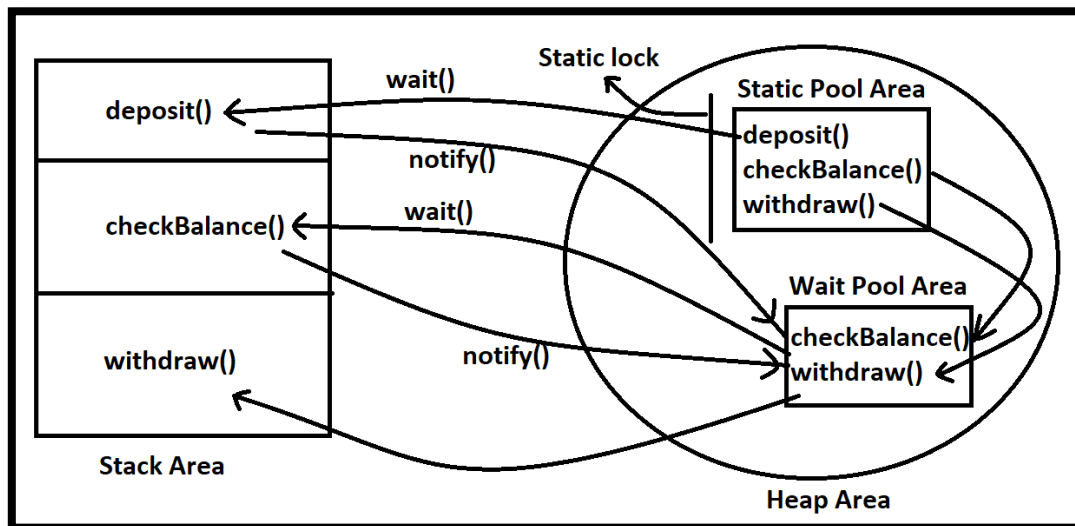 Static lock
Static Pool Area
wait()
deposit()
deposit()
notify()
checkBalance()
wait()
withdraw()
checkBalance()
Wait Pool Area
checkBalance()
notify()
withdraw()
withdraw()
Stack Area
Heap Area